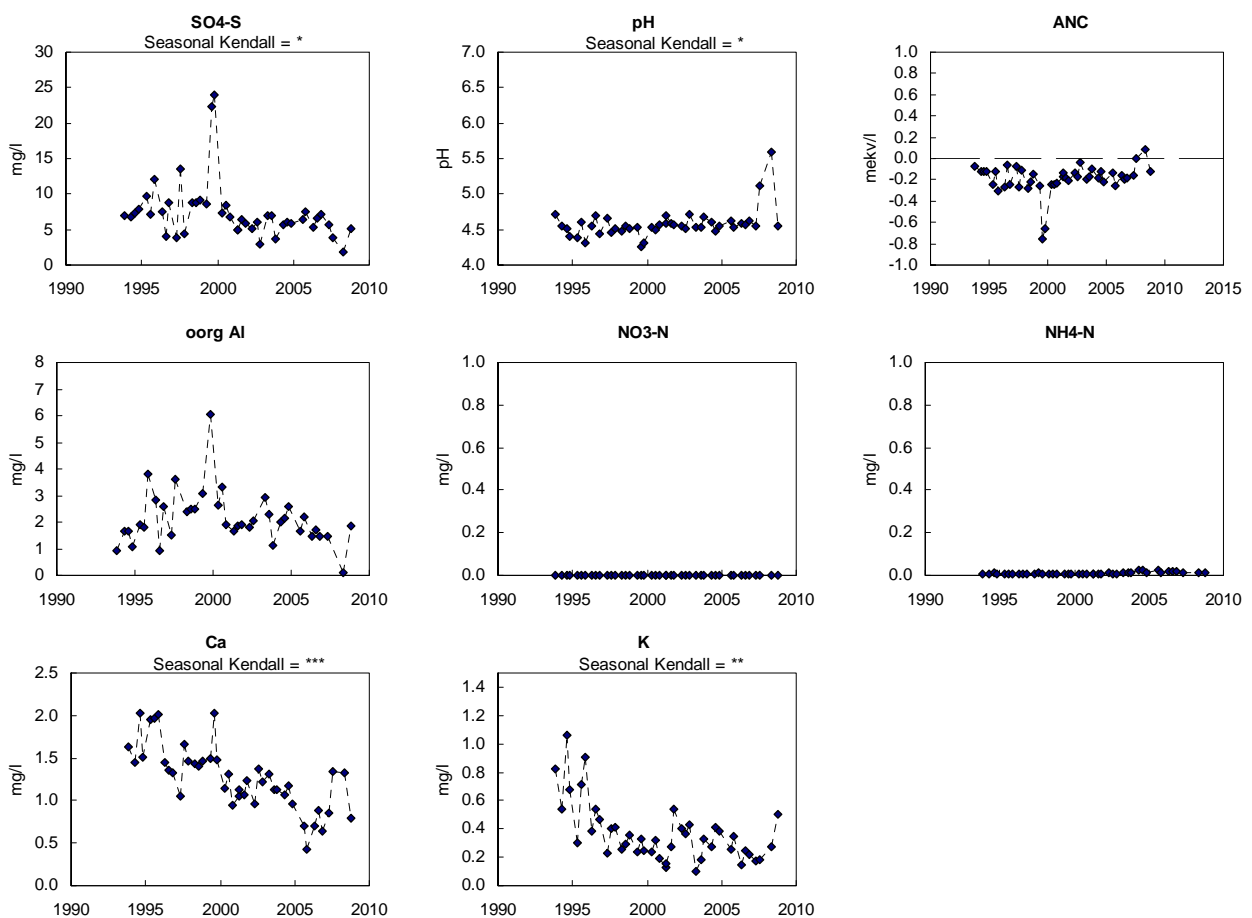 SO4-S
Seasonal Kendall = *
30
25
20
15
10
5
0
mg/l
1990 1995 2000 2005 2010
pH
Seasonal Kendall = *
7.0
6.5
6.0
5.5
5.0
4.5
4.0
pH
1990 1995 2000 2005 2010
ANC
1.0
0.8
0.6
0.4
0.2
0.0
-0.2
-0.4
-0.6
-0.8
-1.0
mekv/l
1990 1995 2000 2005 2010 2015
oorg Al
8
7
6
5
4
3
2
1
0
mg/l
1990 1995 2000 2005 2010
NO3-N
1.0
0.8
0.6
0.4
0.2
0.0
mg/l
1990 1995 2000 2005 2010
NH4-N
1.0
0.8
0.6
0.4
0.2
0.0
mg/l
1990 1995 2000 2005 2010
Ca
Seasonal Kendall = ***
2.5
2.0
1.5
1.0
0.5
0.0
mg/l
1990 1995 2000 2005 2010
K
Seasonal Kendall = **
1.4
1.2
1.0
0.8
0.6
0.4
0.2
0.0
mg/l
1990 1995 2000 2005 2010